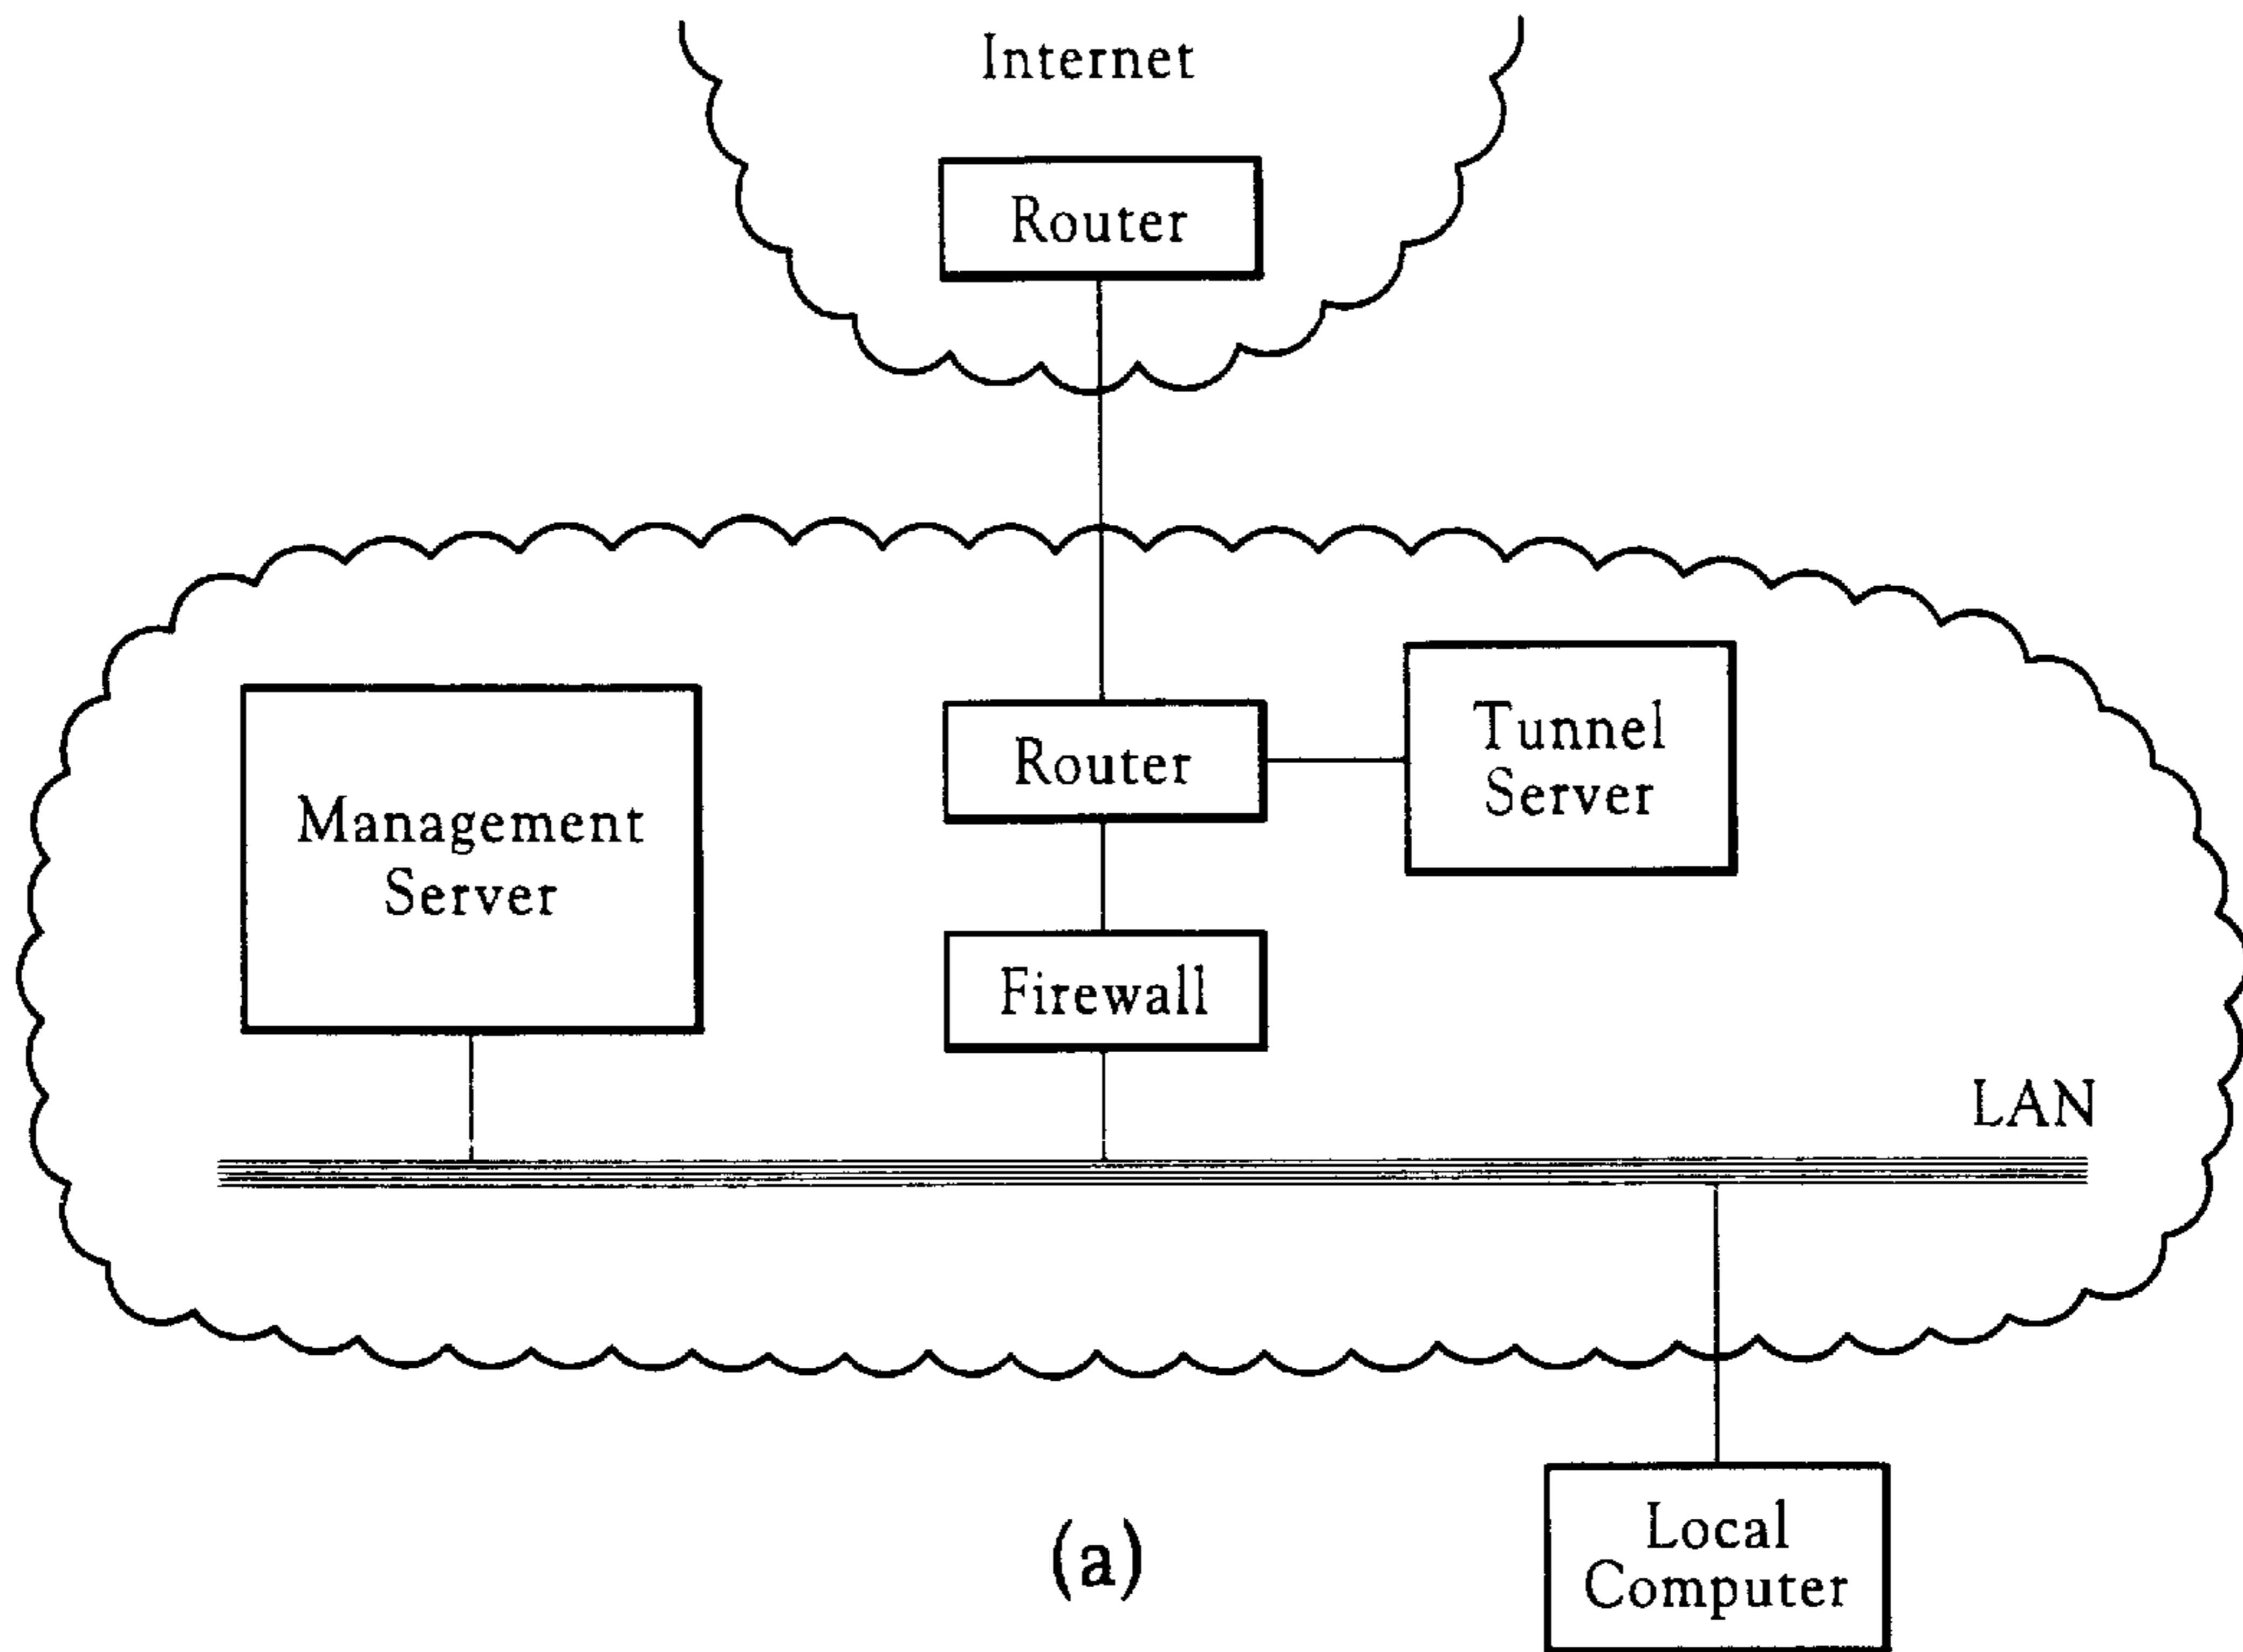 Internet
Router
Router
Tunnel
Server
Management
Server
Firewall
LAN
Local
Computer
(a)